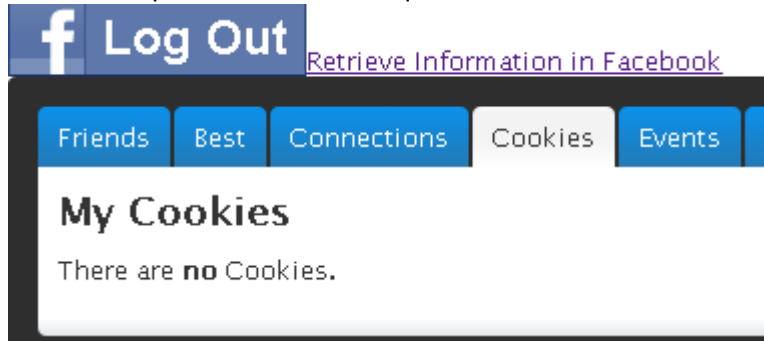 f Log Out Retrieve Information in Facebook
Friends Best Connections Cookies Events
My Cookies
There are no Cookies.